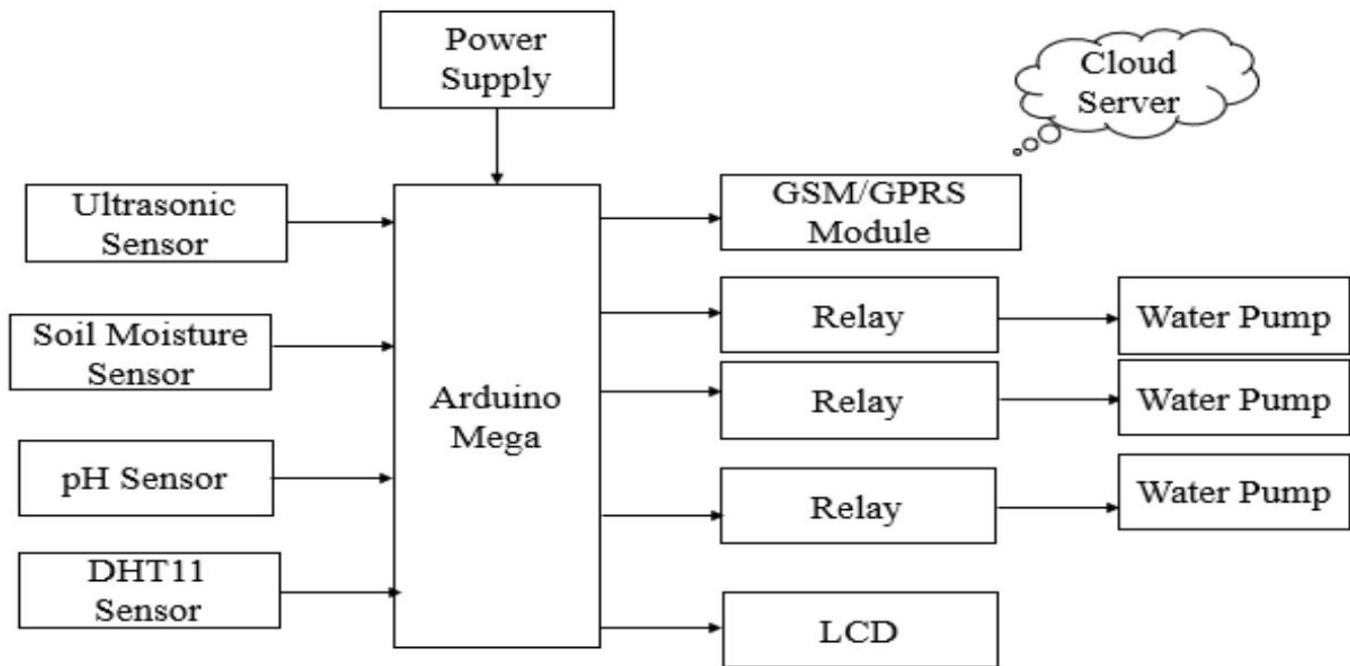 Power
Supply
Cloud
Server
Ultrasonic
Sensor
GSM/GPRS
Module
Soil Moisture
Sensor
Relay
Water Pump
Arduino
Mega
Relay
Water Pump
pH Sensor
Relay
Water Pump
DHT11
Sensor
LCD